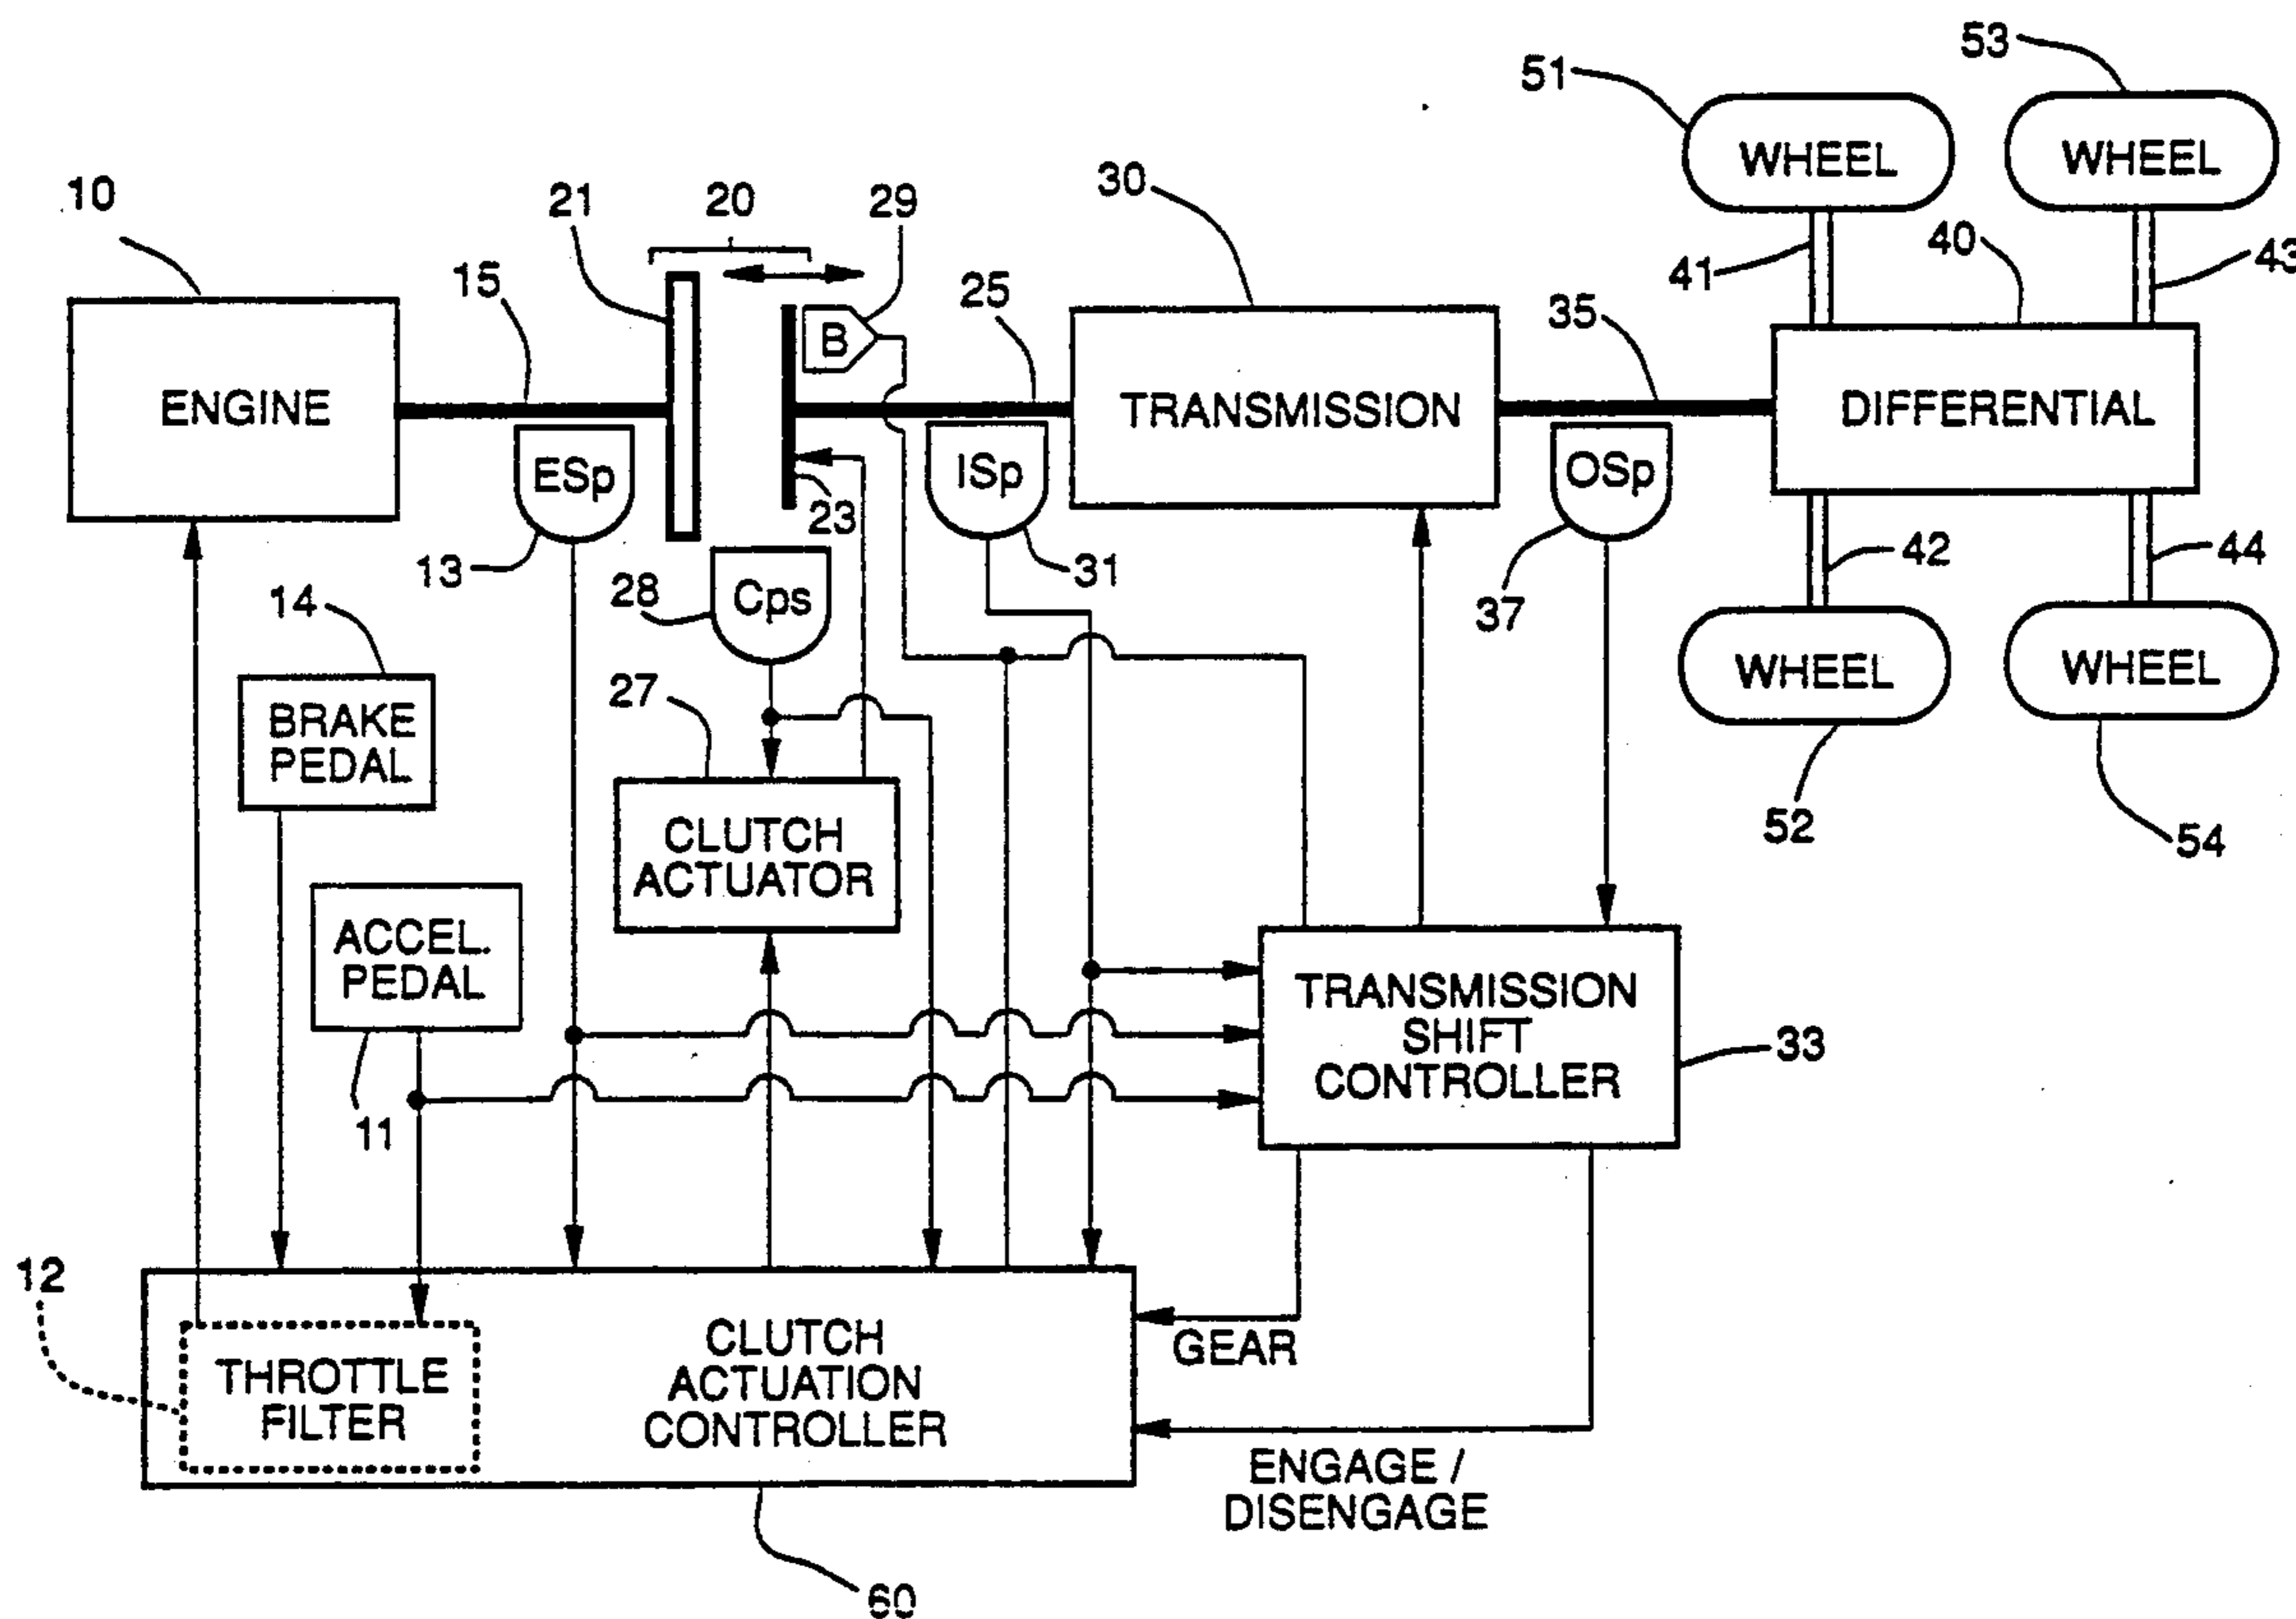 53
51
WHEEL
WHEEL
10
21
20
29
30
15
25
35
41
40
43
B
ENGINE
TRANSMISSION
DIFFERENTIAL
ESp
ISp
OSp
23
13
28
Cps
31
37
42
44
14
WHEEL
WHEEL
27
BRAKE
PEDAL
52
54
CLUTCH
ACTUATOR
ACCEL.
PEDAL
TRANSMISSION
SHIFT
CONTROLLER
33
11
12
GEAR
THROTTLE
FILTER
CLUTCH
ACTUATION
CONTROLLER
ENGAGE /
DISENGAGE
60